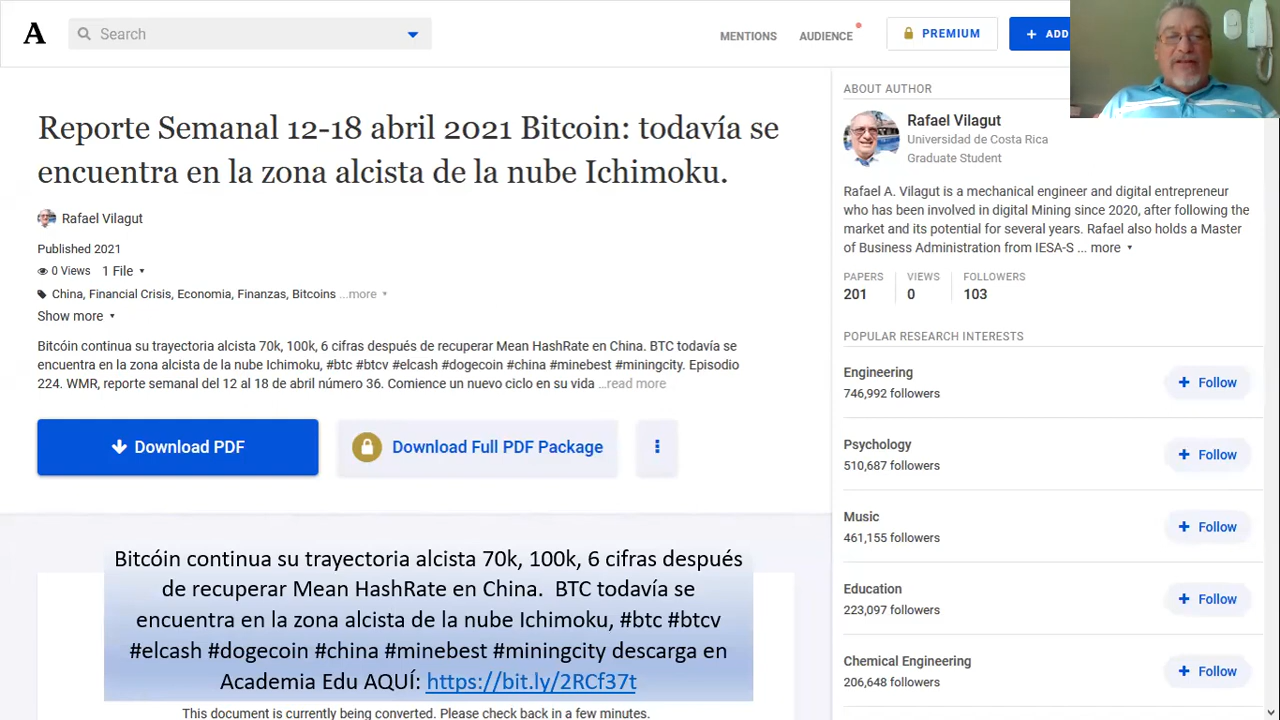 A
Search
MENTIONS
AUDIENCE
PREMIUM
+ ADD
Reporte Semanal 12-18 abril 2021 Bitcoin: todavía se
encuentra en la zona alcista de la nube Ichimoku.
Rafael Vilagut
Published 2021
0 Views 1 File
China, Financial Crisis, Economia, Finanzas, Bitcoins ...more
Show more
Bitcóin continua su trayectoria alcista 70k, 100k, 6 cifras después de recuperar Mean HashRate en China. BTC todavía se
encuentra en la zona alcista de la nube Ichimoku, #btc #btcv #elcash #dogecoin #china #minebest #miningcity. Episodio
224. WMR, reporte semanal del 12 al 18 de abril número 36. Comience un nuevo ciclo en su vida ...read more
Download PDF
Download Full PDF Package
Bitcóin continua su trayectoria alcista 70k, 100k, 6 cifras después
de recuperar Mean HashRate en China. BTC todavía se
encuentra en la zona alcista de la nube Ichimoku, #btc #btcv
#elcash #dogecoin #china #minebest #miningcity descarga en
Academia Edu AQUÍ: https://bit.ly/2RCf37t
This document is currently being converted. Please check back in a few minutes.
ABOUT AUTHOR
Rafael Vilagut
Universidad de Costa Rica
Graduate Student
Rafael A. Vilagut is a mechanical engineer and digital entrepreneur
who has been involved in digital Mining since 2020, after following the
market and its potential for several years. Rafael also holds a Master
of Business Administration from IESA-S ... more
PAPERS VIEWS FOLLOWERS
201 0 103
POPULAR RESEARCH INTERESTS
Engineering
746,992 followers
+ Follow
Psychology
510,687 followers
+ Follow
Music
461,155 followers
+ Follow
Education
223,097 followers
+ Follow
Chemical Engineering
206,648 followers
+ Follow